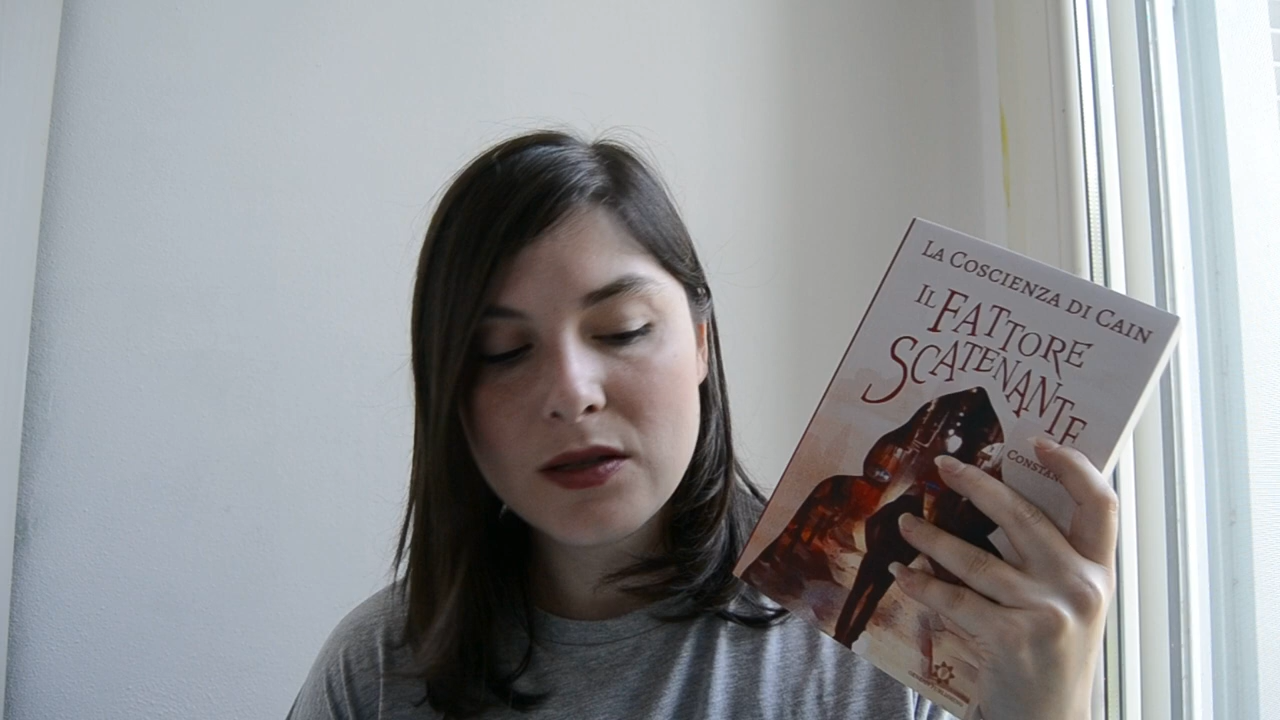 LA COSCIENZA DI CAIN
IL FATTORE
SCATENANTE